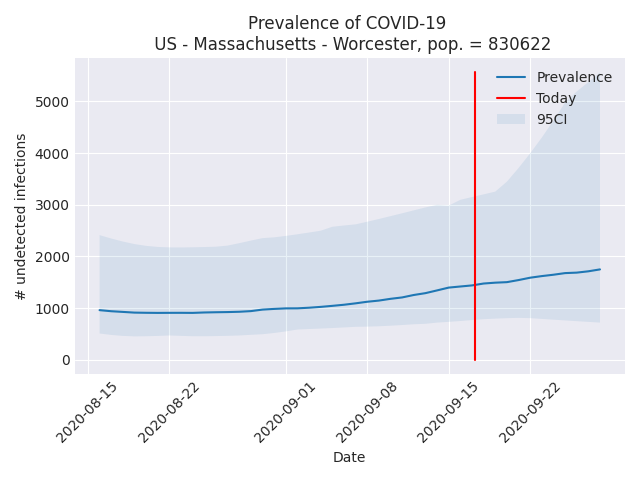 Prevalence of COVID-19
US - Massachusetts - Worcester, pop. = 830622
Prevalence
Today
95CI
5000
4000
3000
2000
1000
0
# undetected infections
2020-08-15
2020-08-22
2020-09-01
2020-09-08
2020-09-15
2020-09-22
Date